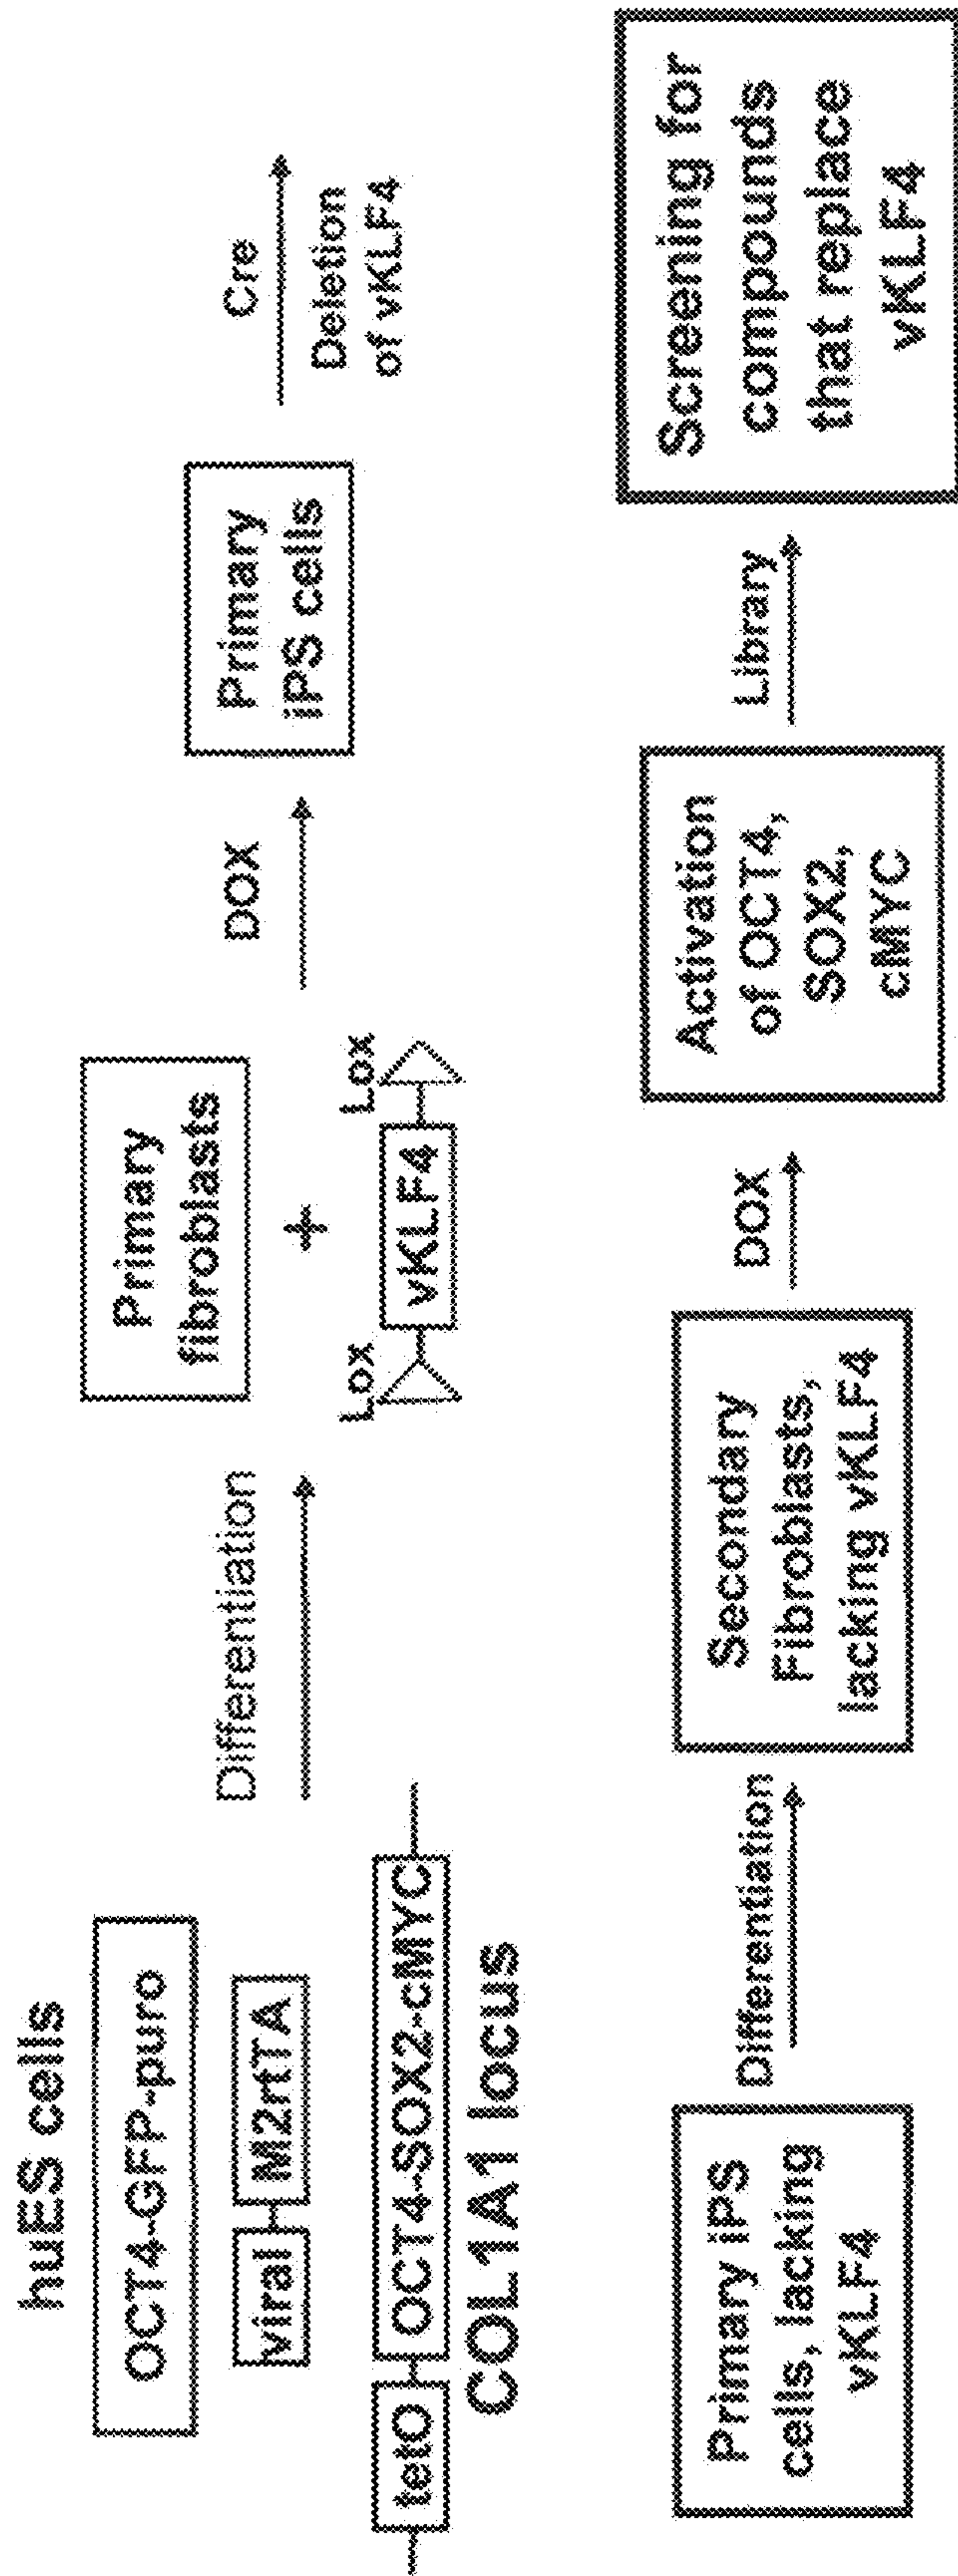 huES cells
OCT4-GFP-puro
viral
M2rtTA
tetO
OCT4-SOX2-cMYC
COL1A1 locus
Differentiation
Primary
fibroblasts
+
Lox
Lox
vKLF4
DOX
Primary
iPS cells
Cre
Deletion
of vKLF4
Primary iPS
cells, lacking
vKLF4
Differentiation
Secondary
Fibroblasts,
lacking vKLF4
DOX
Activation
of OCT4,
SOX2,
cMYC
Library
Screening for
compounds
that replace
vKLF4